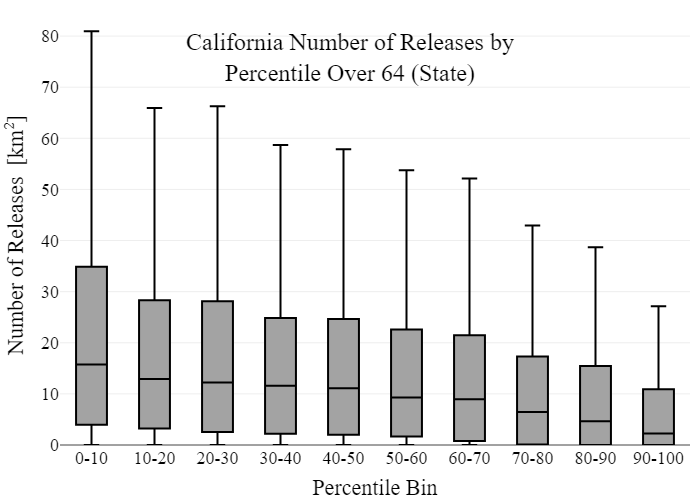 California Number of Releases by
Percentile Over 64 (State)
Number of Releases [km²]
80
70
60
50
40
30
20
10
0
0-10 10-20 20-30 30-40 40-50 50-60 60-70 70-80 80-90 90-100
Percentile Bin